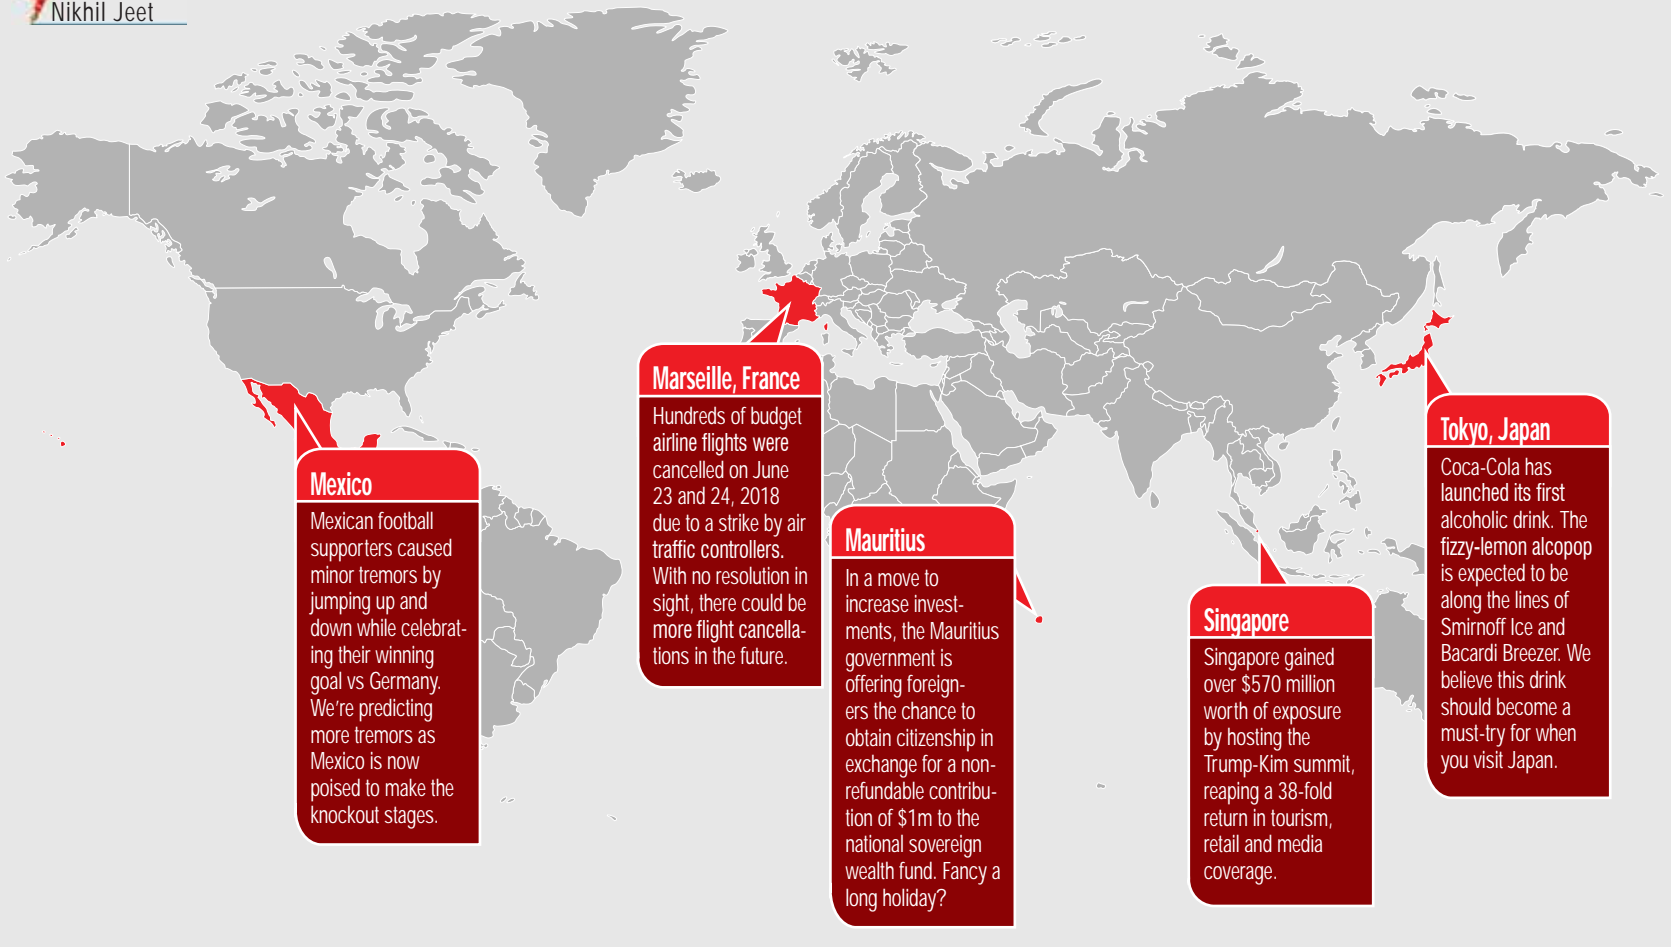 Nikhil Jeet
Mexico
Mexican football
supporters caused
minor tremors by
jumping up and
down while celebrat-
ing their winning
goal vs Germany.
We're predicting
more tremors as
Mexico is now
poised to make the
knockout stages.
Marseille, France
Hundreds of budget
airline flights were
cancelled on June
23 and 24, 2018
due to a strike by air
traffic controllers.
With no resolution in
sight, there could be
more flight cancella-
tions in the future.
Mauritius
In a move to
increase invest-
ments, the Mauritius
government is
offering foreign-
ers the chance to
obtain citizenship in
exchange for a non-
refundable contribu-
tion of $1m to the
national sovereign
wealth fund. Fancy a
long holiday?
Singapore
Singapore gained
over $570 million
worth of exposure
by hosting the
Trump-Kim summit,
reaping a 38-fold
return in tourism,
retail and media
coverage.
Tokyo, Japan
Coca-Cola has
launched its first
alcoholic drink. The
fizzy-lemon alcopop
is expected to be
along the lines of
Smirnoff Ice and
Bacardi Breezer. We
believe this drink
should become a
must-try for when
you visit Japan.